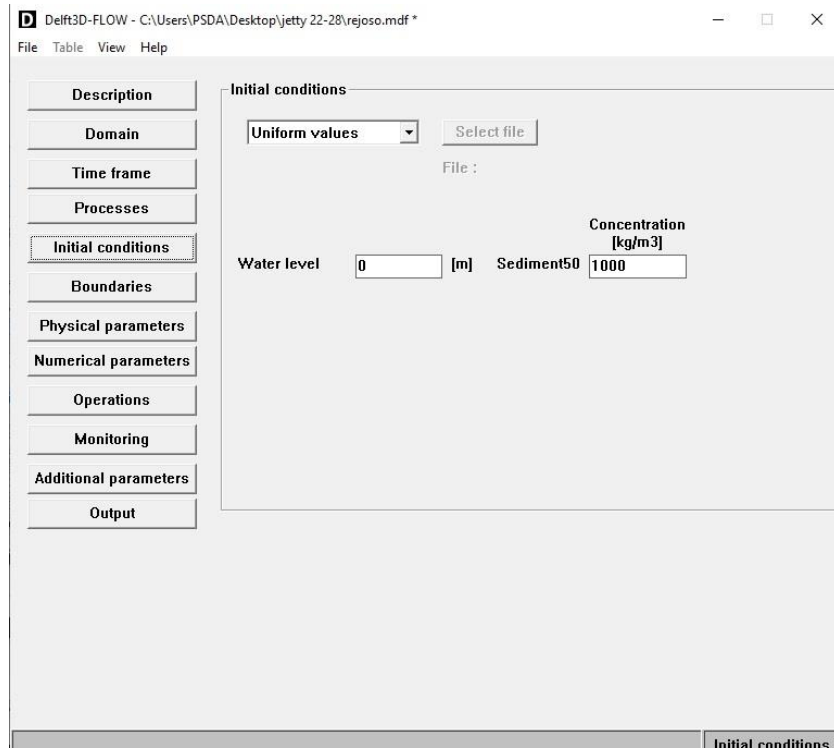 D Delft3D-FLOW - C:\Users\PSDA\Desktop\jetty 22-28\rejoso.mdf *
File Table View Help
Description
Domain
Time frame
Processes
Initial conditions
Boundaries
Physical parameters
Numerical parameters
Operations
Monitoring
Additional parameters
Output
Initial conditions
Uniform values Select file
File :
Concentration
[kg/m3]
Water level 0 [m] Sediment50 1000
Initial conditions